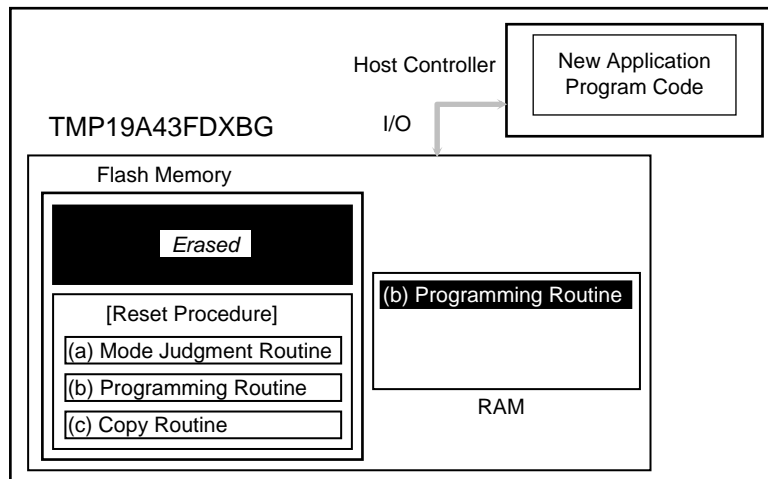 Host Controller
New Application
Program Code
I/O
TMP19A43FDXBG
Flash Memory
Erased
[Reset Procedure]
(a) Mode Judgment Routine
(b) Programming Routine
(c) Copy Routine
(b) Programming Routine
RAM